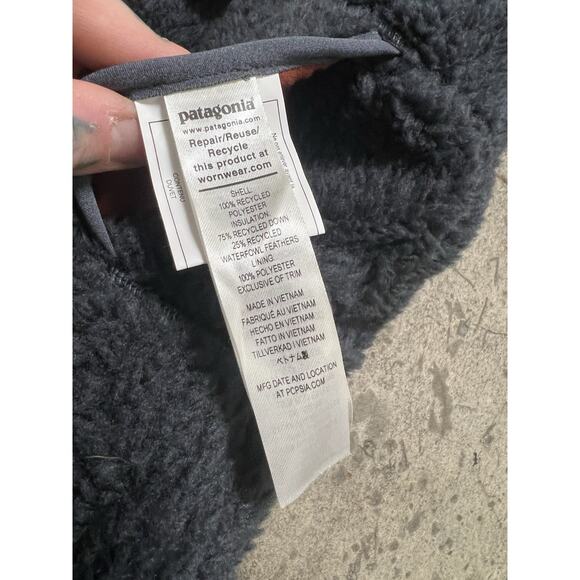 patagonia
www.patagonia.com
Repair/Reuse/
Recycle
this product at
wornwear.com
SHELL:
100% RECYCLED
POLYESTER
INSULATION:
75% RECYCLED DOWN
25% RECYCLED
WATERFOWL FEATHERS
LINING:
100% POLYESTER
EXCLUSIVE OF TRIM
MADE IN VIETNAM
FABRIQUÉ AU VIETNAM
HECHO EN VIETNAM
FATTO IN VIETNAM
TILLVERKAD I VIETNAM
ベトナム製
MFG DATE AND LOCATION
AT PCPSIA.COM
CONTENU
DUVET